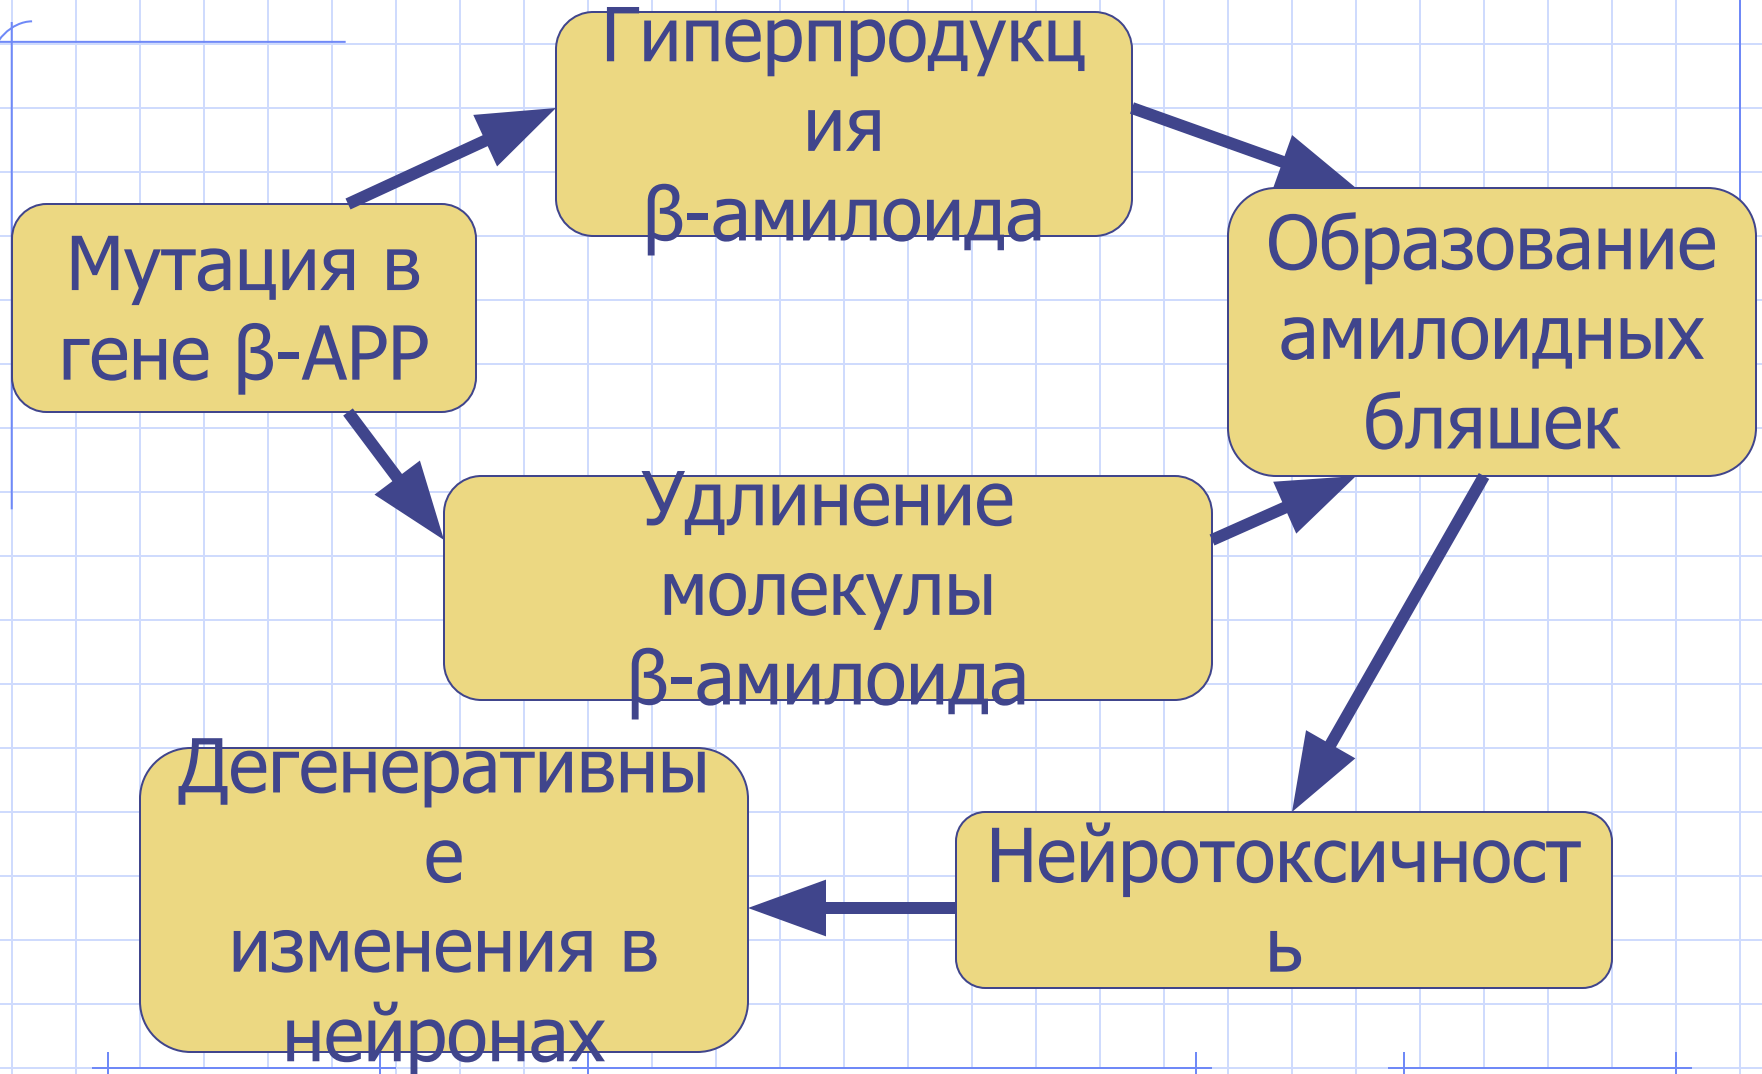 Гиперпродукц
ия
β-амилоида
Мутация в
гене β-APP
Образование
амилоидных
бляшек
Удлинение
молекулы
β-амилоида
Дегенеративны
е
изменения в
нейронах
Нейротоксичност
ь